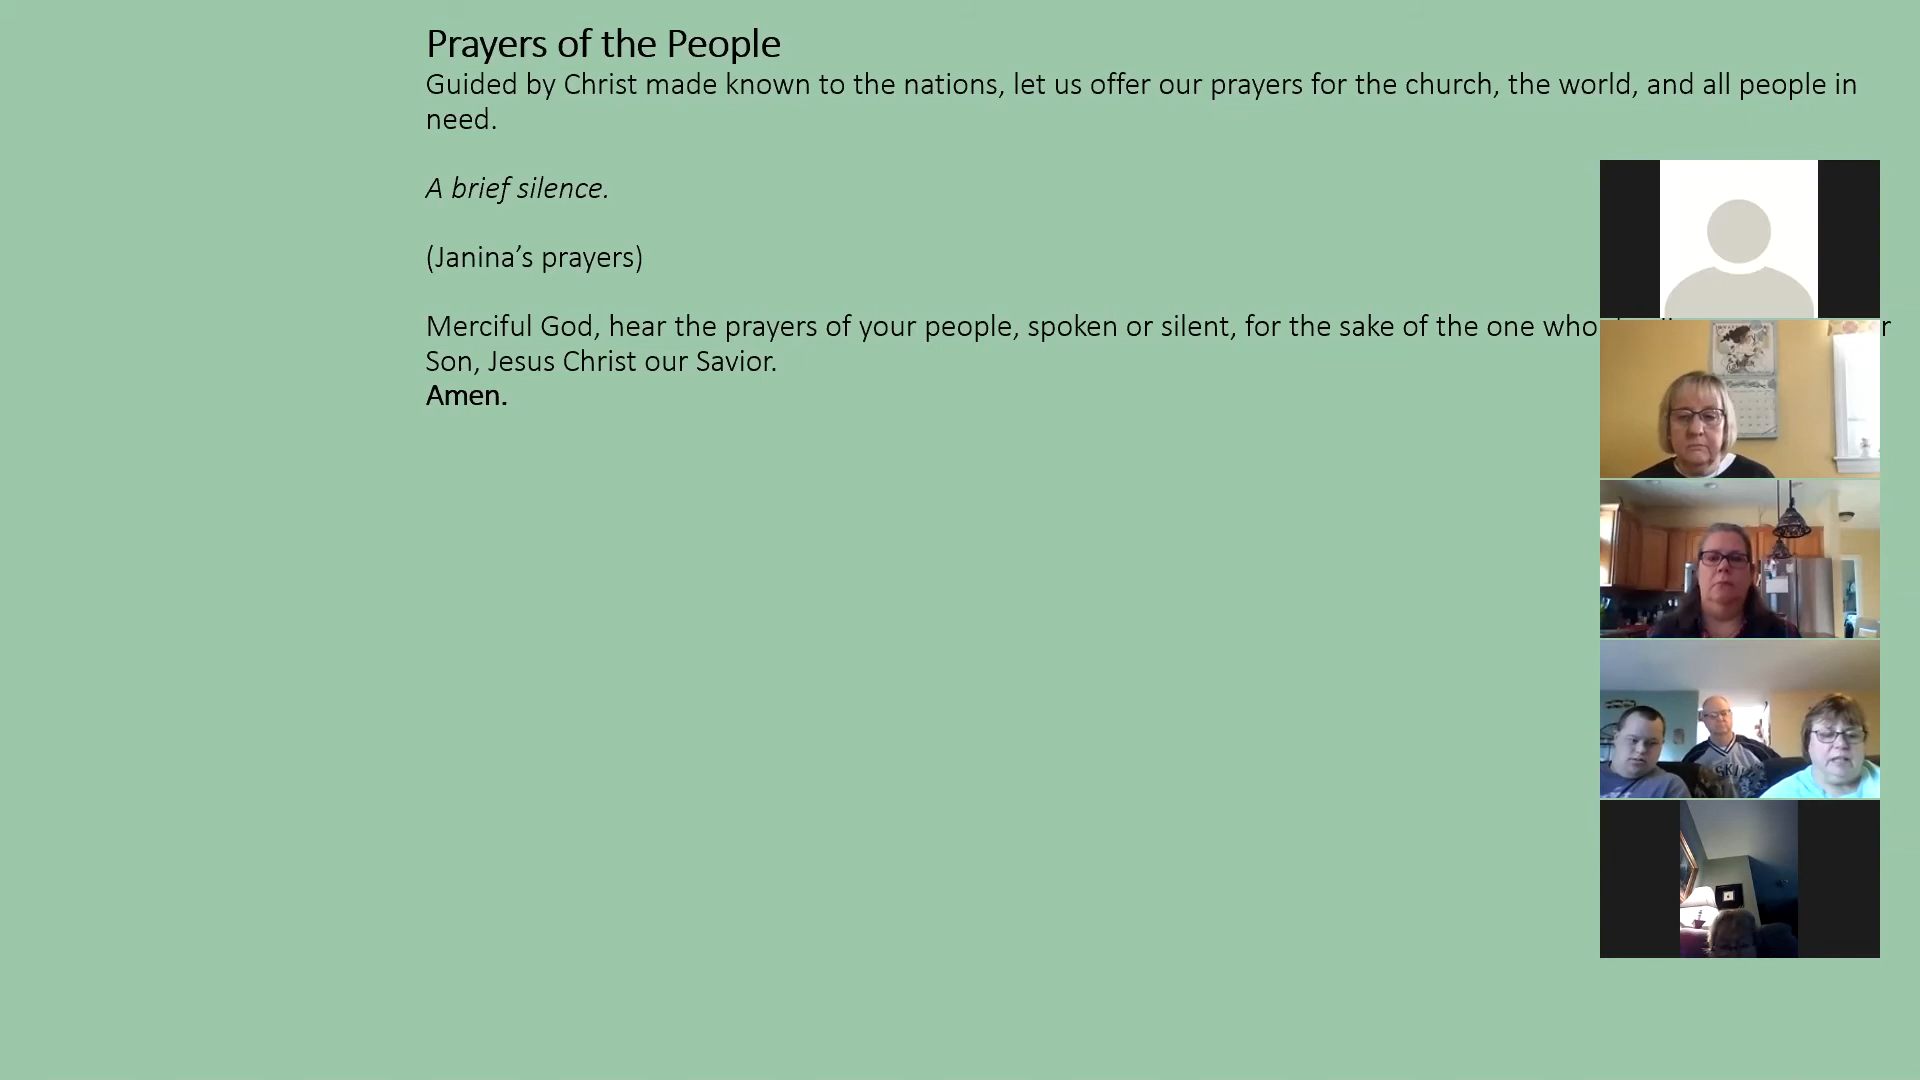 Prayers of the People
Guided by Christ made known to the nations, let us offer our prayers for the church, the world, and all people in
need.
A brief silence.
(Janina’s prayers)
Merciful God, hear the prayers of your people, spoken or silent, for the sake of the one who
Son, Jesus Christ our Savior.
Amen.